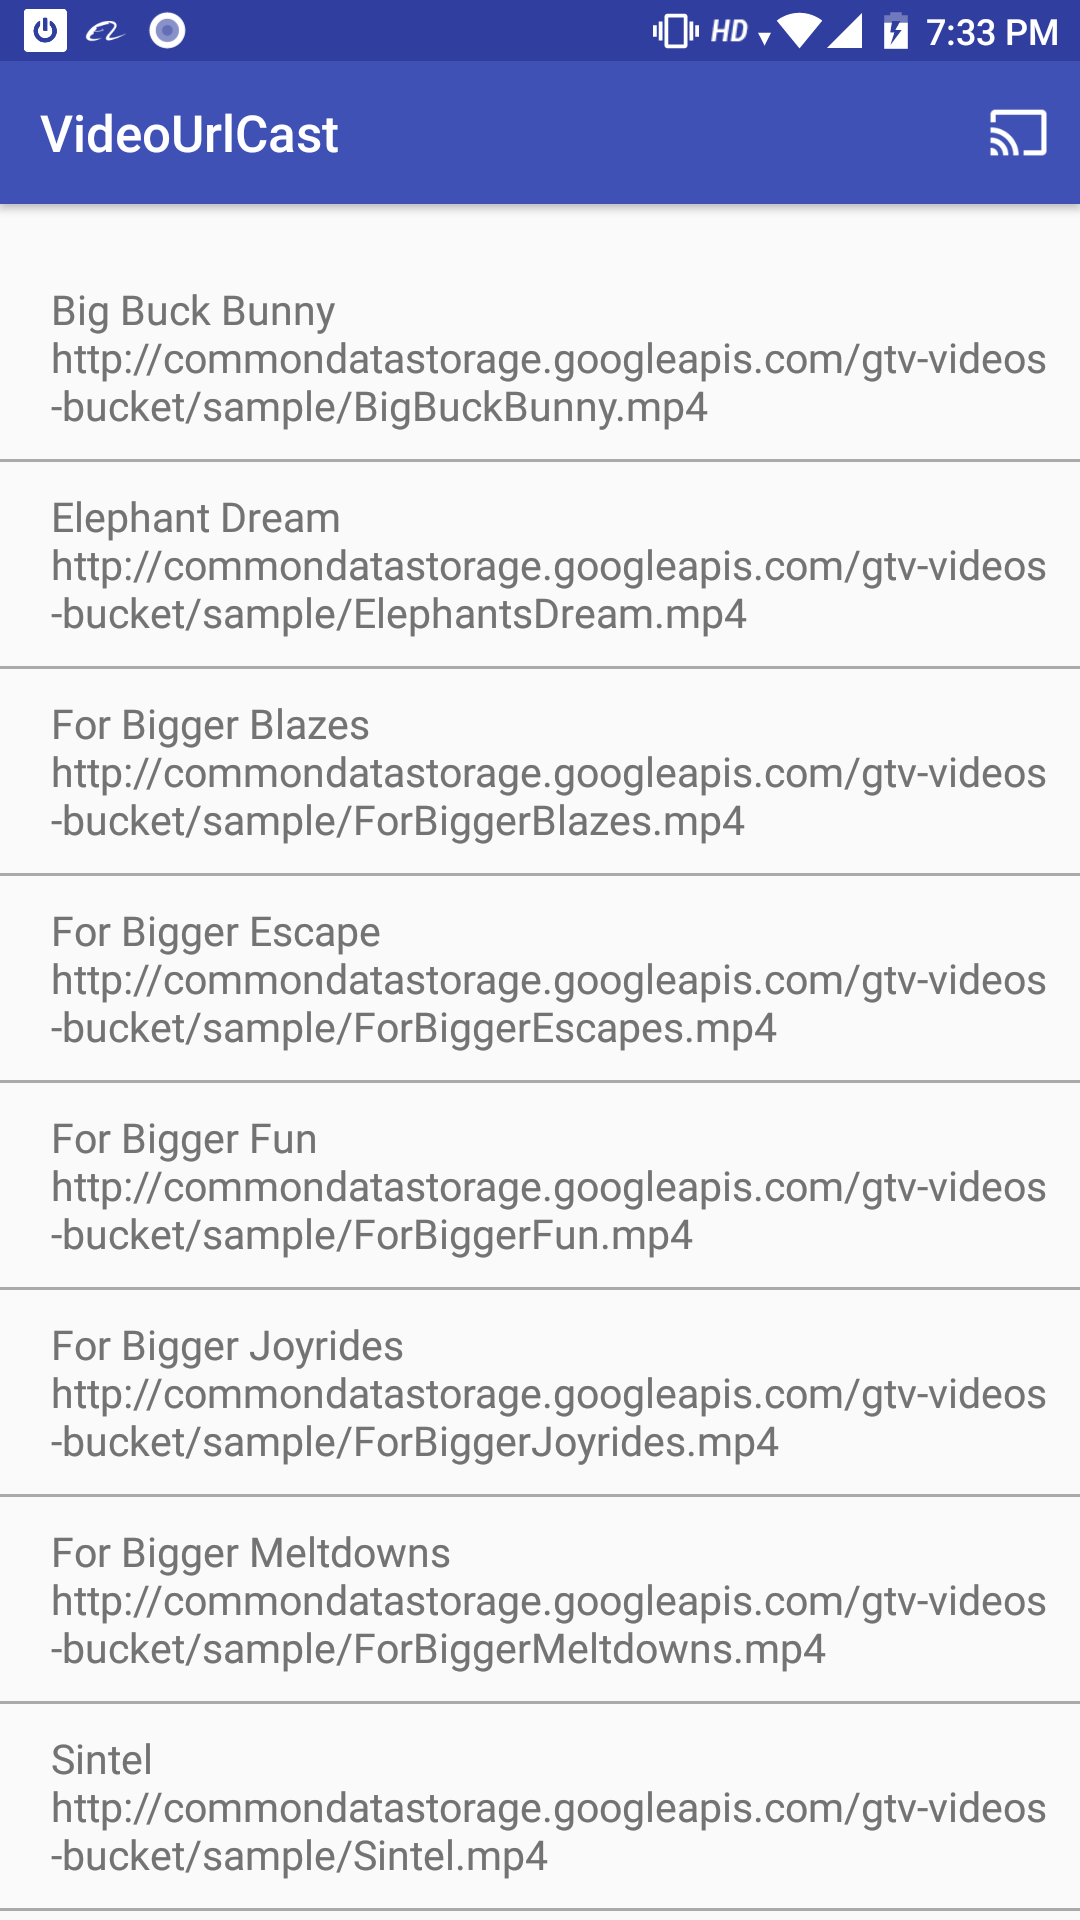 HD 7:33 PM
VideoUrlCast
Big Buck Bunny
http://commondatastorage.googleapis.com/gtv-videos
-bucket/sample/BigBuckBunny.mp4
Elephant Dream
http://commondatastorage.googleapis.com/gtv-videos
-bucket/sample/ElephantsDream.mp4
For Bigger Blazes
http://commondatastorage.googleapis.com/gtv-videos
-bucket/sample/ForBiggerBlazes.mp4
For Bigger Escape
http://commondatastorage.googleapis.com/gtv-videos
-bucket/sample/ForBiggerEscapes.mp4
For Bigger Fun
http://commondatastorage.googleapis.com/gtv-videos
-bucket/sample/ForBiggerFun.mp4
For Bigger Joyrides
http://commondatastorage.googleapis.com/gtv-videos
-bucket/sample/ForBiggerJoyrides.mp4
For Bigger Meltdowns
http://commondatastorage.googleapis.com/gtv-videos
-bucket/sample/ForBiggerMeltdowns.mp4
Sintel
http://commondatastorage.googleapis.com/gtv-videos
-bucket/sample/Sintel.mp4